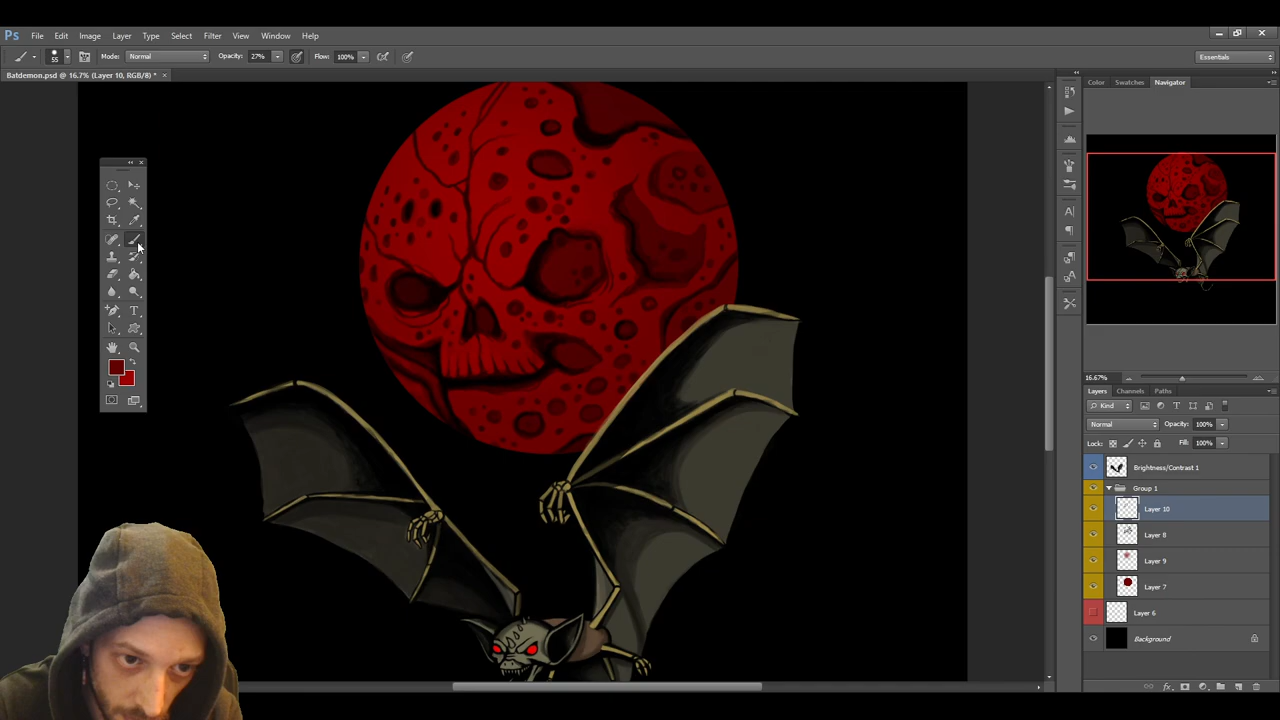 Ps File Edit Image Layer Type Select Filter View Window Help
55 Mode: Normal Opacity: 27% Flow: 100% Essentials
Batdemon.psd @ 16.7% (Layer 10, RGB/8) *
Color Swatches Navigator
16.67%
Layers Channels Paths
Kind
Normal Opacity: 100%
Lock: Fill: 100%
Brightness/Contrast 1
Group 1
Layer 10
Layer 8
Layer 9
Layer 7
Layer 6
Background